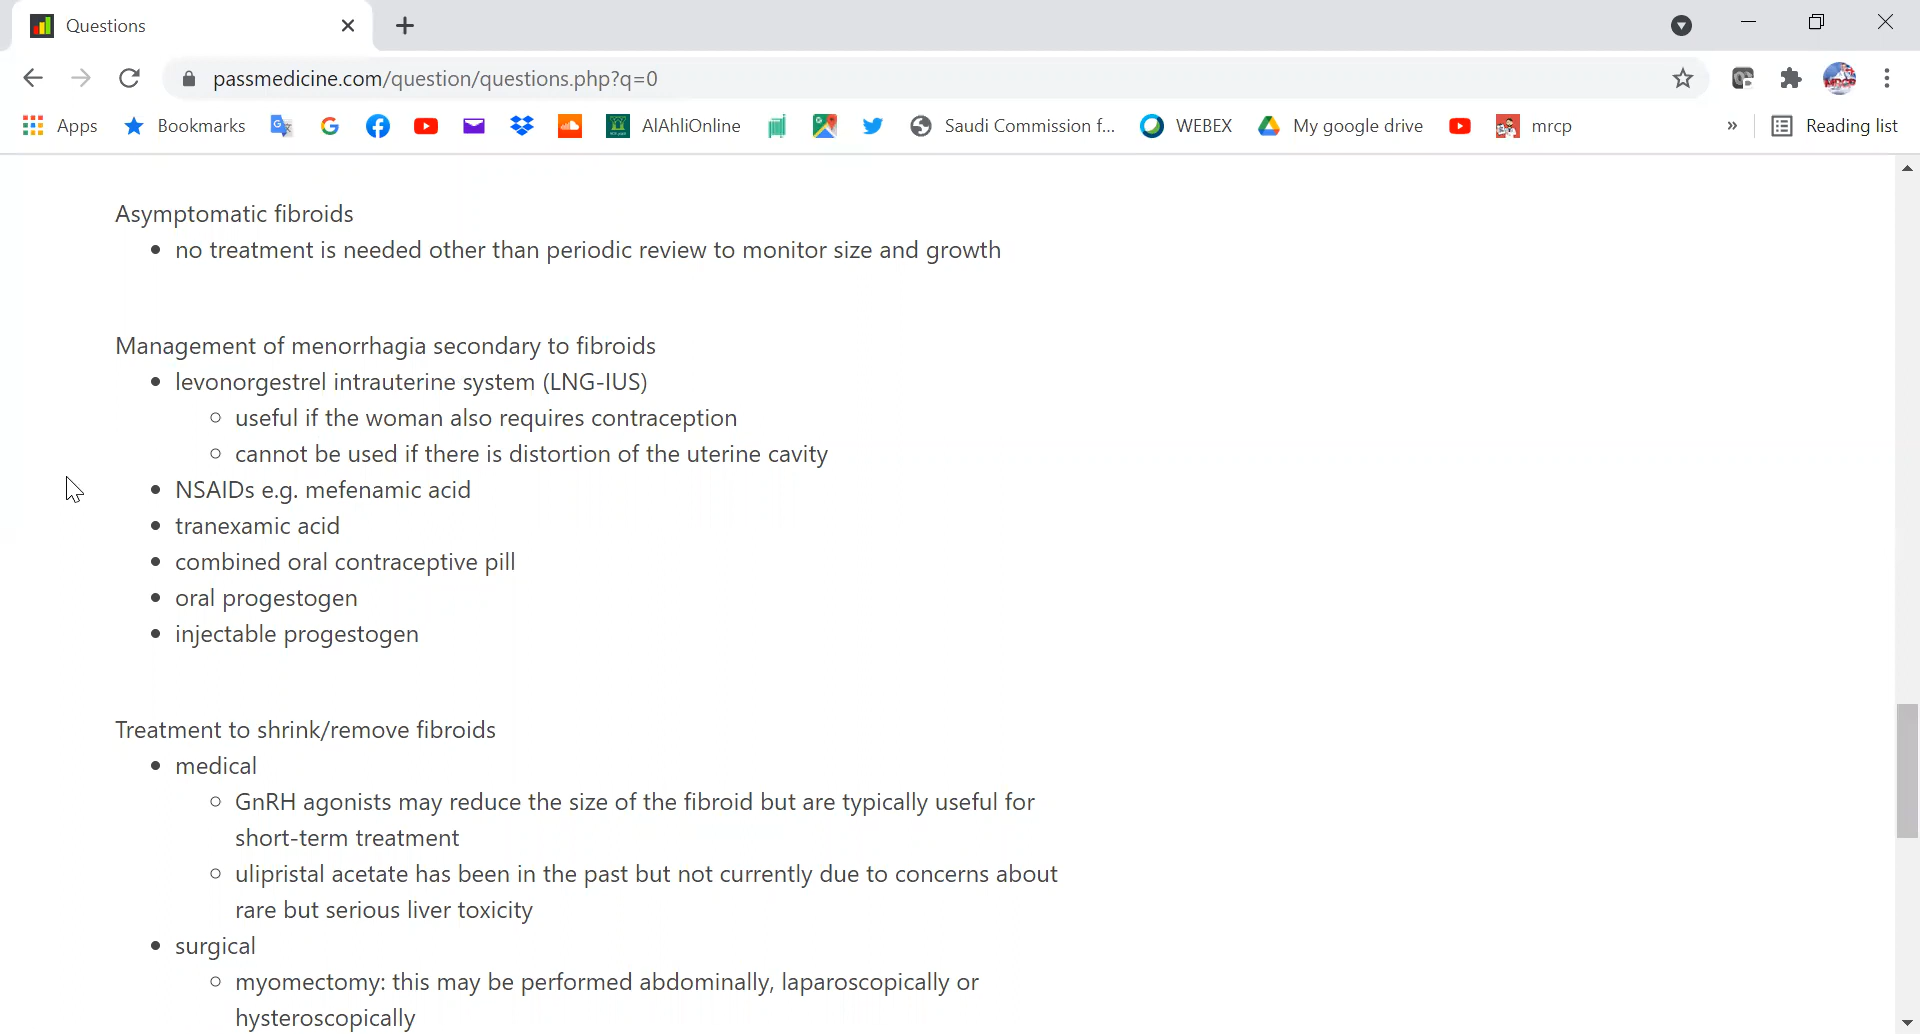 Questions
passmedicine.com/question/questions.php?q=0
Apps Bookmarks AlAhliOnline Saudi Commission f... WEBEX My google drive mrcp » Reading list
Asymptomatic fibroids
• no treatment is needed other than periodic review to monitor size and growth
Management of menorrhagia secondary to fibroids
• levonorgestrel intrauterine system (LNG-IUS)
○ useful if the woman also requires contraception
○ cannot be used if there is distortion of the uterine cavity
• NSAIDs e.g. mefenamic acid
• tranexamic acid
• combined oral contraceptive pill
• oral progestogen
• injectable progestogen
Treatment to shrink/remove fibroids
• medical
○ GnRH agonists may reduce the size of the fibroid but are typically useful for
short-term treatment
○ ulipristal acetate has been in the past but not currently due to concerns about
rare but serious liver toxicity
• surgical
○ myomectomy: this may be performed abdominally, laparoscopically or
hysteroscopically